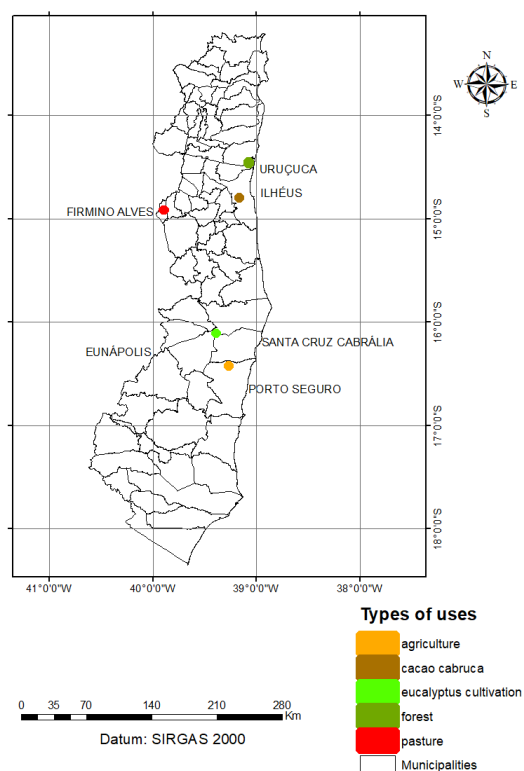 N
W E
S
14°0'0"S
URUÇUCA
ILHÉUS
FIRMINO ALVES
15°0'0"S
16°0'0"S
SANTA CRUZ CABRÁLIA
EUNÁPOLIS
PORTO SEGURO
17°0'0"S
18°0'0"S
41°0'0"W 40°0'0"W 39°0'0"W 38°0'0"W
Types of uses
agriculture
cacao cabruca
eucalyptus cultivation
forest
pasture
Municipalities
0 35 70 140 210 280
Km
Datum: SIRGAS 2000